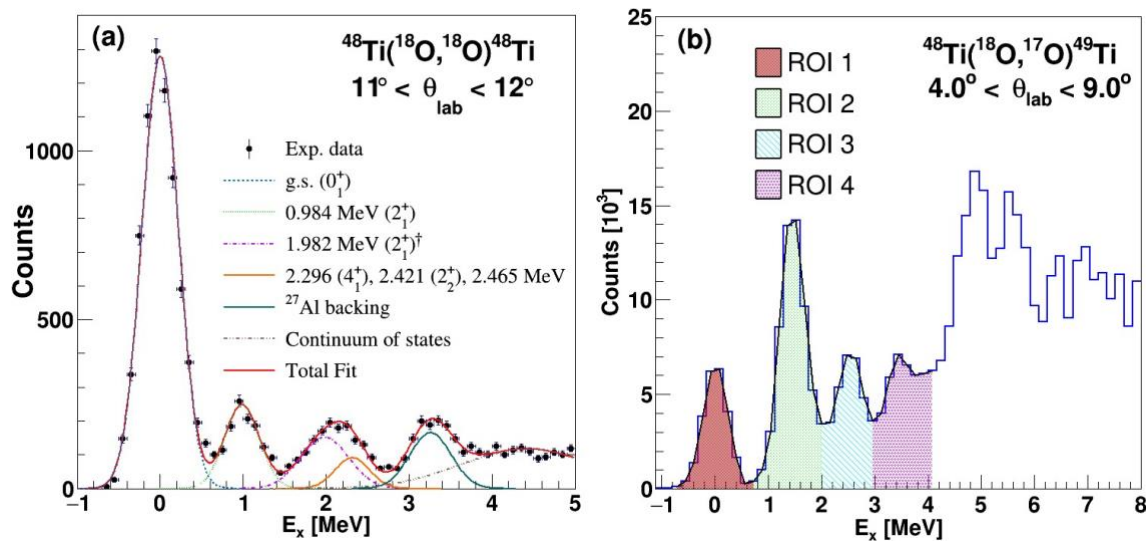 (a)
⁴⁸Ti(¹⁸O,¹⁸O)⁴⁸Ti
11° < θ_lab < 12°
Exp. data
g.s. (0⁺₁)
0.984 MeV (2⁺₁)
1.982 MeV (2⁺₁)†
2.296 (4⁺₁), 2.421 (2⁺₂), 2.465 MeV
²⁷Al backing
Continuum of states
Total Fit
Counts
1000
500
0
−1 0 1 2 3 4 5
E_x [MeV]
(b)
⁴⁸Ti(¹⁸O,¹⁷O)⁴⁹Ti
4.0° < θ_lab < 9.0°
ROI 1
ROI 2
ROI 3
ROI 4
Counts [10³]
25
20
15
10
5
0
−1 0 1 2 3 4 5 6 7 8
E_x [MeV]